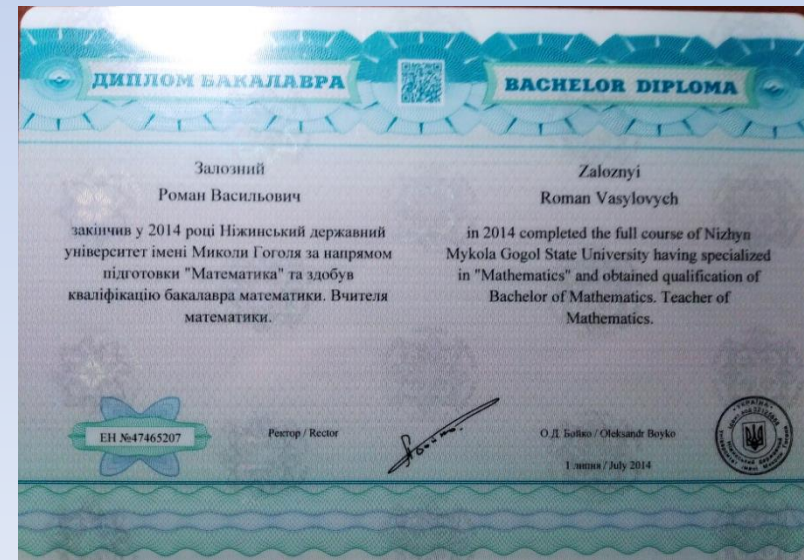 ДИПЛОМ БАКАЛАВРА
Залозний
Роман Васильович
закінчив у 2014 році Ніжинський державний
університет імені Миколи Гоголя за напрямом
підготовки "Математика" та здобув
кваліфікацію бакалавра математики. Вчителя
математики.
BACHELOR DIPLOMA
Zaloznyi
Roman Vasylovych
in 2014 completed the full course of Nizhyn
Mykola Gogol State University having specialized
in "Mathematics" and obtained qualification of
Bachelor of Mathematics. Teacher of
Mathematics.
ЕН №47465207
Ректор / Rector
О.Д. Бойко / Oleksandr Boyko
1 липня / July 2014
УКРАЇНА